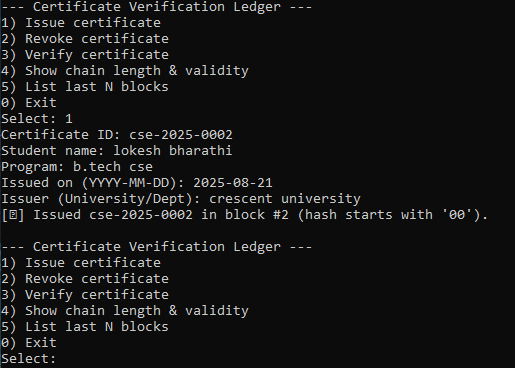 --- Certificate Verification Ledger ---
1) Issue certificate
2) Revoke certificate
3) Verify certificate
4) Show chain length & validity
5) List last N blocks
0) Exit
Select: 1
Certificate ID: cse-2025-0002
Student name: lokesh bharathi
Program: b.tech cse
Issued on (YYYY-MM-DD): 2025-08-21
Issuer (University/Dept): crescent university
[⍰] Issued cse-2025-0002 in block #2 (hash starts with '00').
--- Certificate Verification Ledger ---
1) Issue certificate
2) Revoke certificate
3) Verify certificate
4) Show chain length & validity
5) List last N blocks
0) Exit
Select: